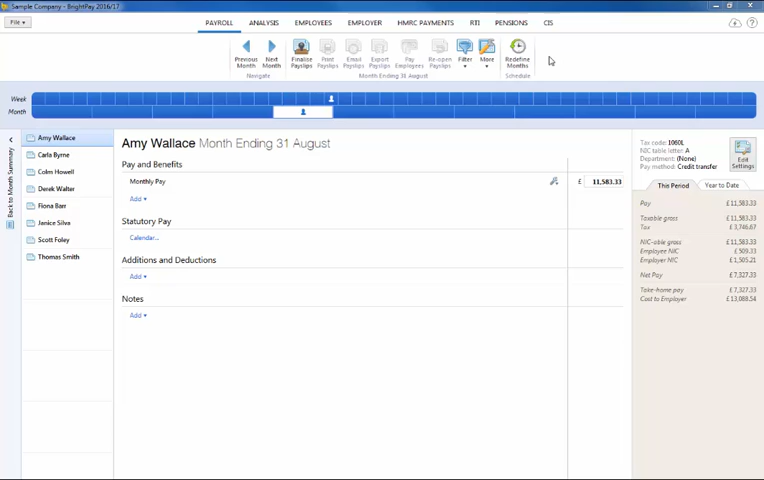 Sample Company - BrightPay 2016/17
File
PAYROLL ANALYSIS EMPLOYEES EMPLOYER HMRC PAYMENTS RTI PENSIONS CIS
Previous Month
Next Month
Finalise Payslips
Print Payslips
Email Payslips
Export Payslips
Pay Employees
Re-open Payslips
Filter
More
Redefine Months
Navigate
Month Ending 31 August
Schedule
Week
Month
Back to Month Summary
Amy Wallace
Carla Byrne
Colm Howell
Derek Walter
Fiona Barr
Janice Silva
Scott Foley
Thomas Smith
Amy Wallace Month Ending 31 August
Pay and Benefits
Monthly Pay £ 11,583.33
Add
Statutory Pay
Calendar...
Additions and Deductions
Add
Notes
Add
Tax code: 1060L
NIC table letter: A
Department: (None)
Pay method: Credit transfer
Edit Settings
This Period Year to Date
Pay £ 11,583.33
Taxable gross £ 11,583.33
Tax £ 3,746.67
NIC-able gross £ 11,583.33
Employee NIC £ 509.33
Employer NIC £ 1,505.21
Net Pay £ 7,327.33
Take-home pay £ 7,327.33
Cost to Employer £ 13,088.54